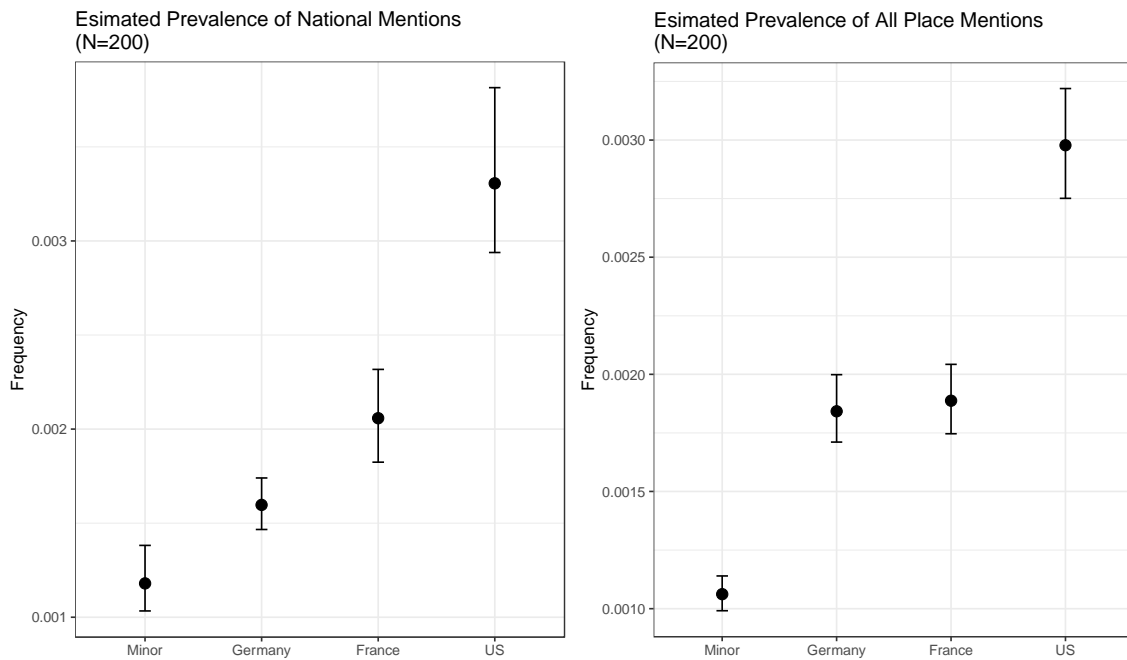 Esimated Prevalence of National Mentions
(N=200)
Frequency
0.003
0.002
0.001
Minor Germany France US
Esimated Prevalence of All Place Mentions
(N=200)
Frequency
0.0030
0.0025
0.0020
0.0015
0.0010
Minor Germany France US